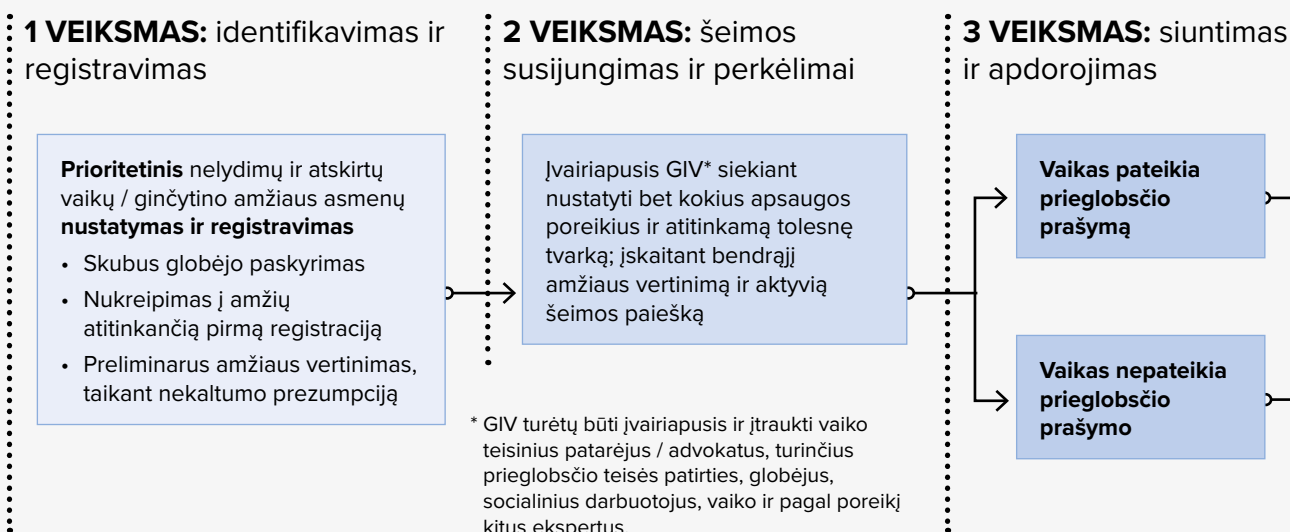 1 VEIKSMAS: identifikavimas ir
registravimas
Prioritetinis nelydimų ir atskirtų
vaikų / ginčytino amžiaus asmenų
nustatymas ir registravimas
• Skubus globėjo paskyrimas
• Nukreipimas į amžių
atitinkančią pirmą registraciją
• Preliminarus amžiaus vertinimas,
taikant nekaltumo prezumpciją
2 VEIKSMAS: šeimos
susijungimas ir perkėlimai
Įvairiapusis GIV* siekiant
nustatyti bet kokius apsaugos
poreikius ir atitinkamą tolesnę
tvarką; įskaitant bendrąjį
amžiaus vertinimą ir aktyvią
šeimos paiešką
* GIV turėtų būti įvairiapusis ir įtraukti vaiko
teisinius patarėjus / advokatus, turinčius
prieglobsčio teisės patirties, globėjus,
socialinius darbuotojus, vaiko ir pagal poreikį
kitus ekspertus
3 VEIKSMAS: siuntimas
ir apdorojimas
Vaikas pateikia
prieglobsčio
prašymą
Vaikas nepateikia
prieglobsčio
prašymo